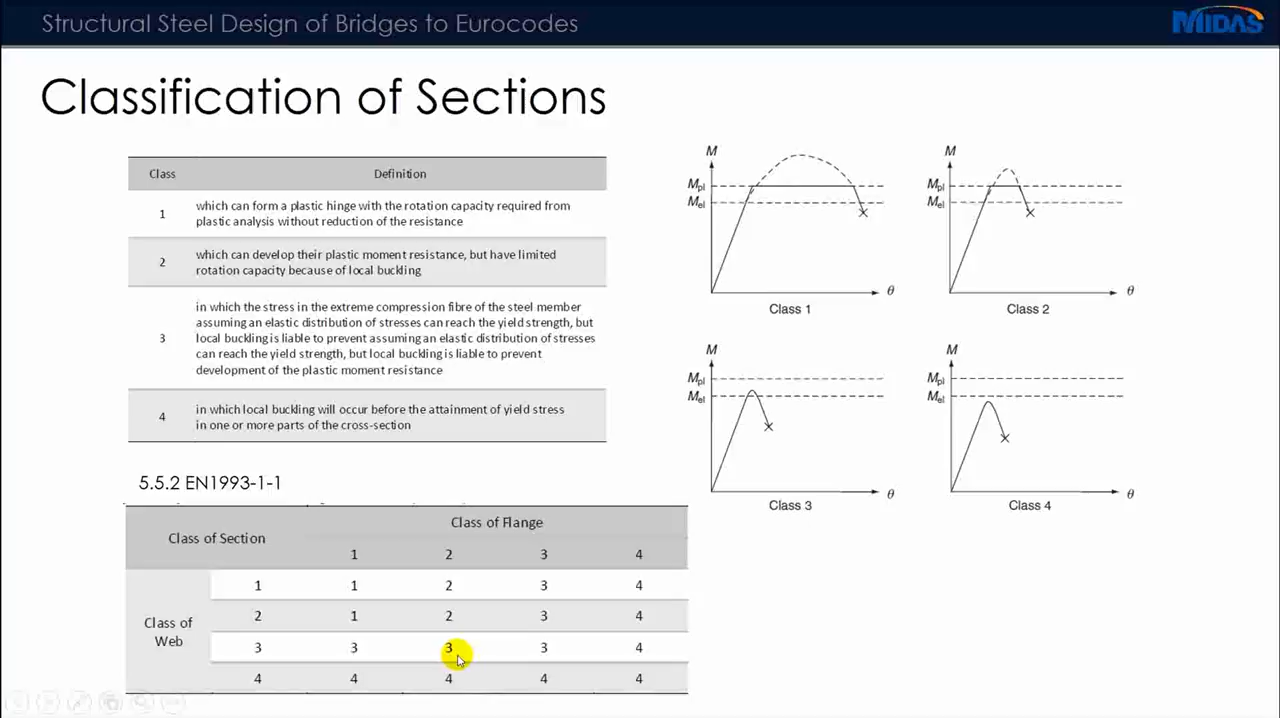 Structural Steel Design of Bridges to Eurocodes
MIDAS
Classification of Sections
Class Definition
1 which can form a plastic hinge with the rotation capacity required from
plastic analysis without reduction of the resistance
2 which can develop their plastic moment resistance, but have limited
rotation capacity because of local buckling
3 in which the stress in the extreme compression fibre of the steel member
assuming an elastic distribution of stresses can reach the yield strength, but
local buckling is liable to prevent assuming an elastic distribution of stresses
can reach the yield strength, but local buckling is liable to prevent
development of the plastic moment resistance
4 in which local buckling will occur before the attainment of yield stress
in one or more parts of the cross-section
5.5.2 EN1993-1-1
Class of Section Class of Flange
1 2 3 4
Class of Web
1 1 2 3 4
2 1 2 3 4
3 3 3 3 4
4 4 4 4 4
M
Mpl
Mel
θ
Class 1
M
Mpl
Mel
θ
Class 2
M
Mpl
Mel
θ
Class 3
M
Mpl
Mel
θ
Class 4